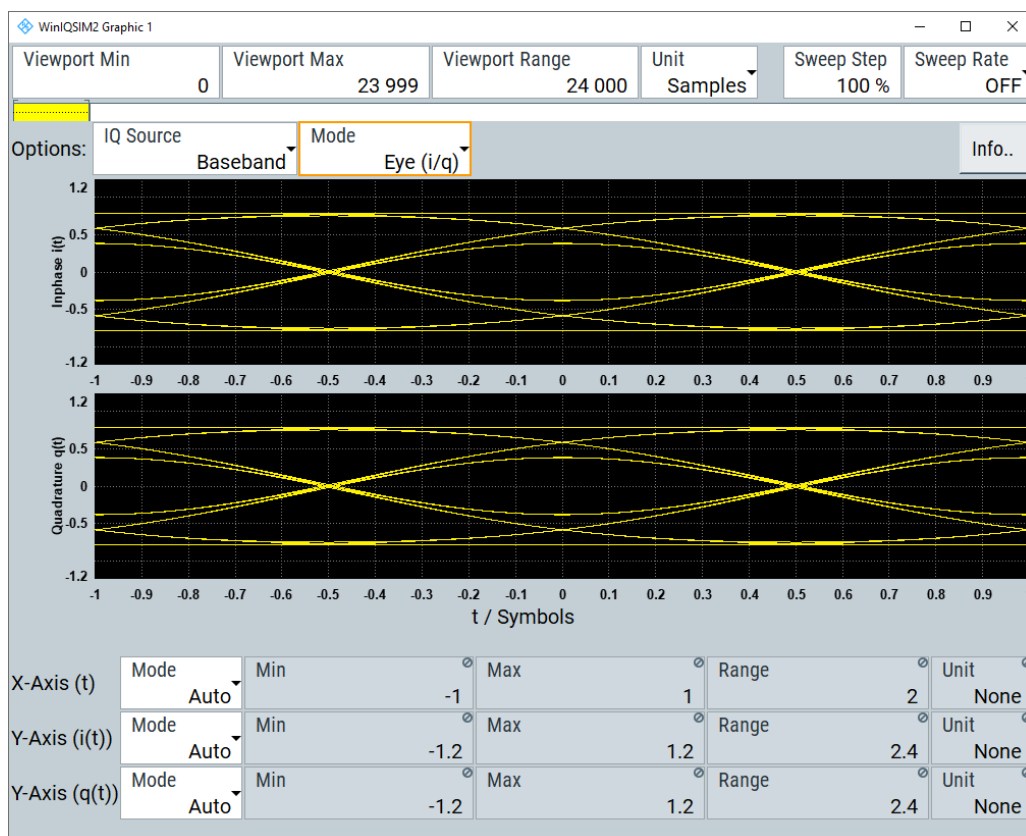 WinIQSIM2 Graphic 1
Viewport Min Viewport Max Viewport Range Unit Sweep Step Sweep Rate
0 23 999 24 000 Samples 100 % OFF
Options: IQ Source Mode Info..
Baseband Eye (i/q)
Inphase i(t)
1.2
0.5
0
-0.5
-1.2
-1 -0.9 -0.8 -0.7 -0.6 -0.5 -0.4 -0.3 -0.2 -0.1 0 0.1 0.2 0.3 0.4 0.5 0.6 0.7 0.8 0.9
Quadrature q(t)
1.2
0.5
0
-0.5
-1.2
-1 -0.9 -0.8 -0.7 -0.6 -0.5 -0.4 -0.3 -0.2 -0.1 0 0.1 0.2 0.3 0.4 0.5 0.6 0.7 0.8 0.9
t / Symbols
X-Axis (t) Mode Min Max Range Unit
Auto -1 1 2 None
Y-Axis (i(t)) Mode Min Max Range Unit
Auto -1.2 1.2 2.4 None
Y-Axis (q(t)) Mode Min Max Range Unit
Auto -1.2 1.2 2.4 None